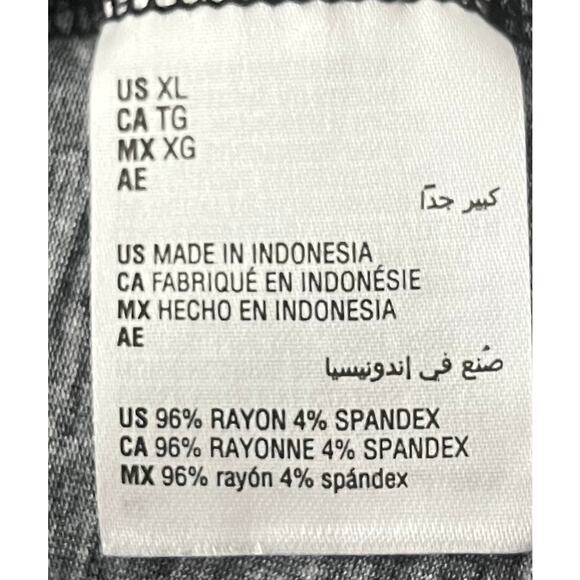 US XL
CA TG
MX XG
AE
كبير جدّا
US MADE IN INDONESIA
CA FABRIQUÉ EN INDONÉSIE
MX HECHO EN INDONESIA
AE
صُنع في إندونيسيا
US 96% RAYON 4% SPANDEX
CA 96% RAYONNE 4% SPANDEX
MX 96% rayón 4% spándex